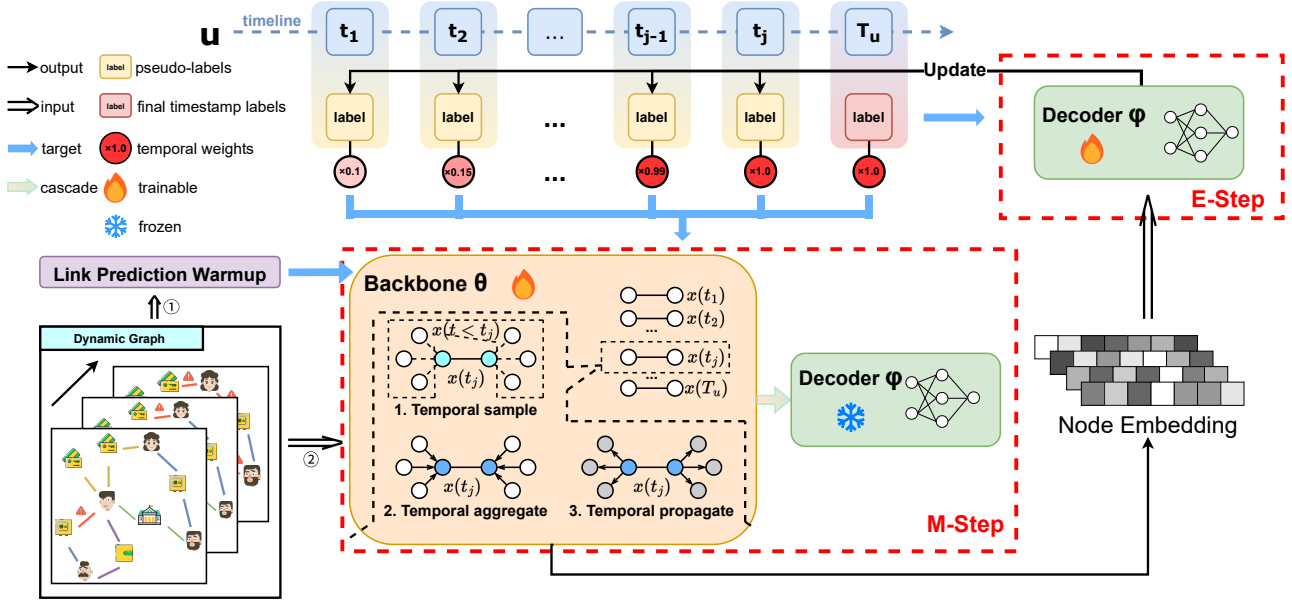 u
timeline
t1
t2
...
tj-1
tj
Tu
output
label
pseudo-labels
input
label
final timestamp labels
target
×1.0
temporal weights
cascade
trainable
frozen
Update
label
label
...
label
label
label
×0.1
×0.15
...
×0.99
×1.0
×1.0
Decoder φ
E-Step
Link Prediction Warmup
①
Dynamic Graph
②
Backbone θ
x(t1)
x(t2)
...
x(tj)
...
x(Tu)
x(t < tj)
x(tj)
1. Temporal sample
x(tj)
2. Temporal aggregate
x(tj)
3. Temporal propagate
Decoder φ
M-Step
Node Embedding